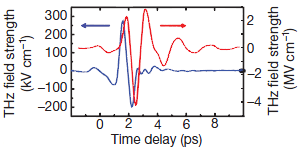 THz field strength
(kV cm⁻¹)
300
200
100
0
−100
−200
2
0
−2
−4
THz field strength
(MV cm⁻¹)
0 2 4 6 8
Time delay (ps)